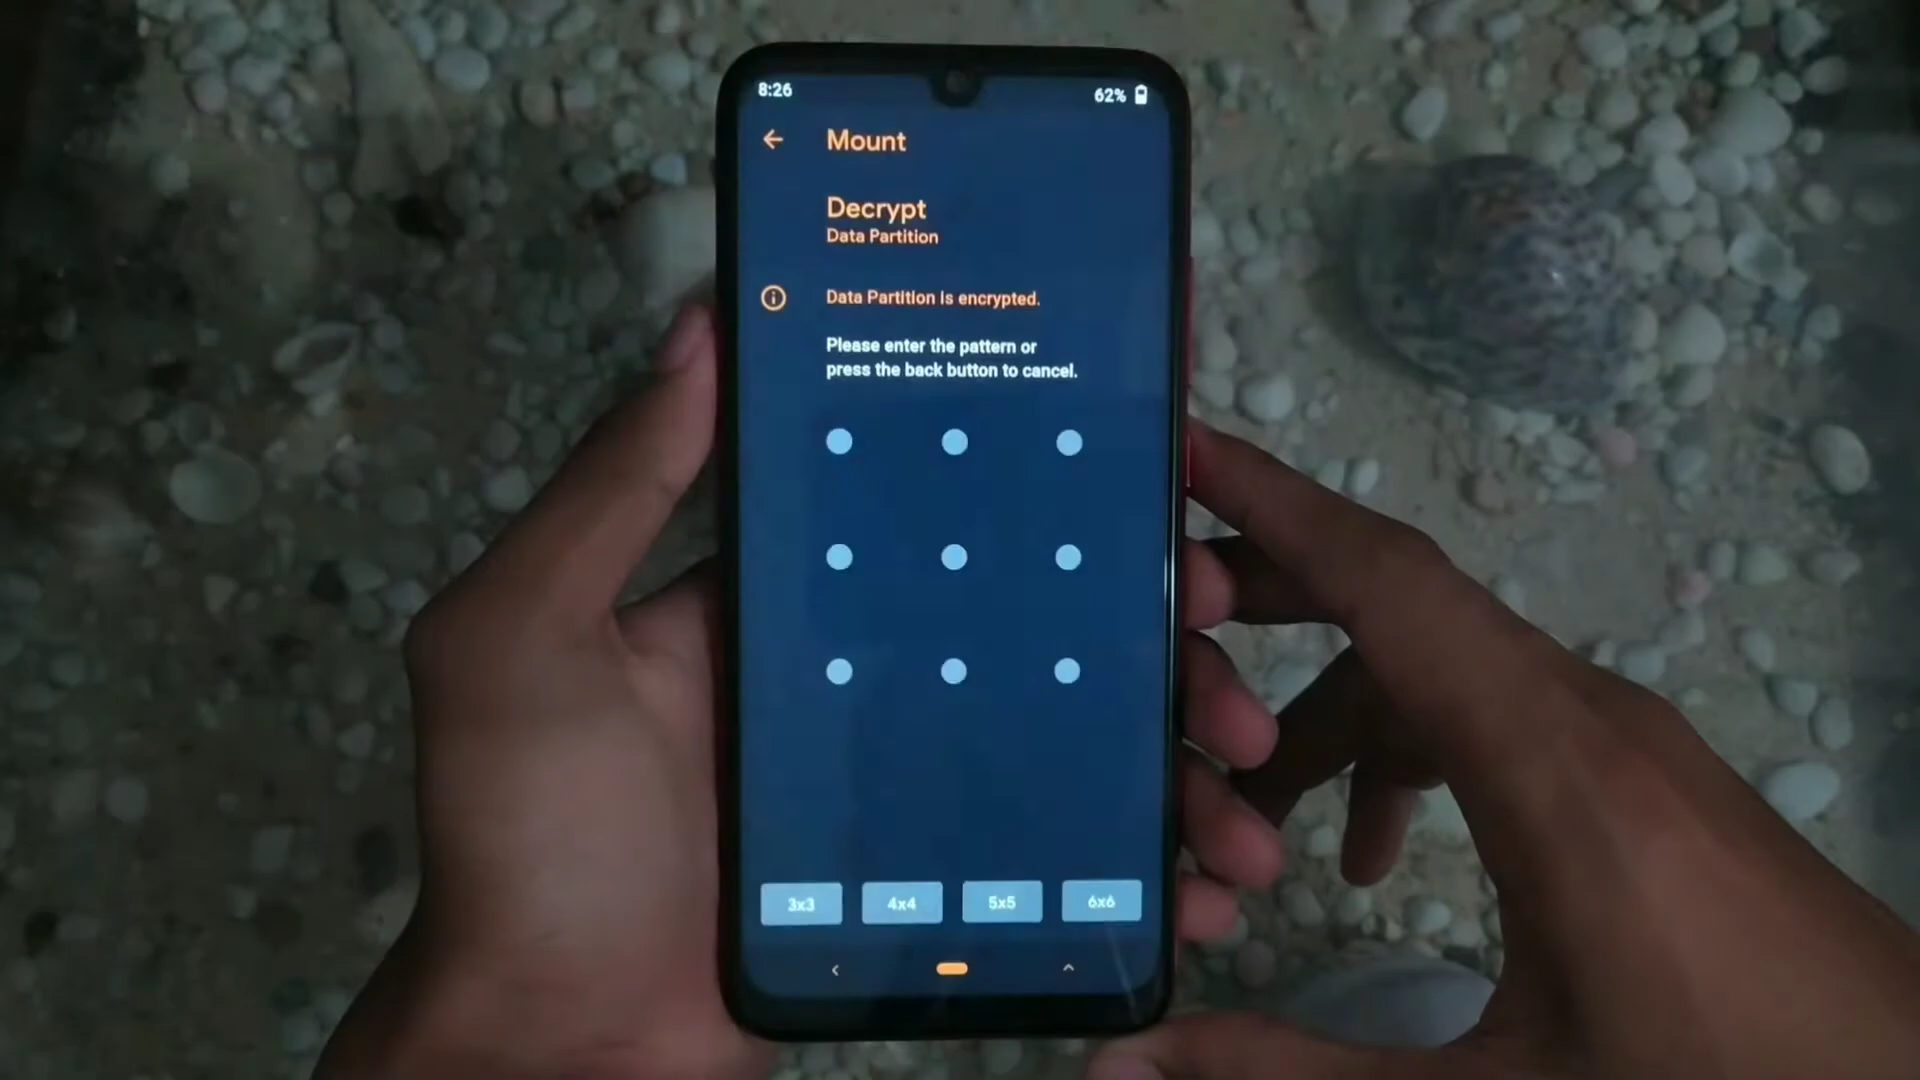 8:26
62%
Mount
Decrypt
Data Partition
Data Partition is encrypted.
Please enter the pattern or
press the back button to cancel.
3x3 4x4 5x5 6x6